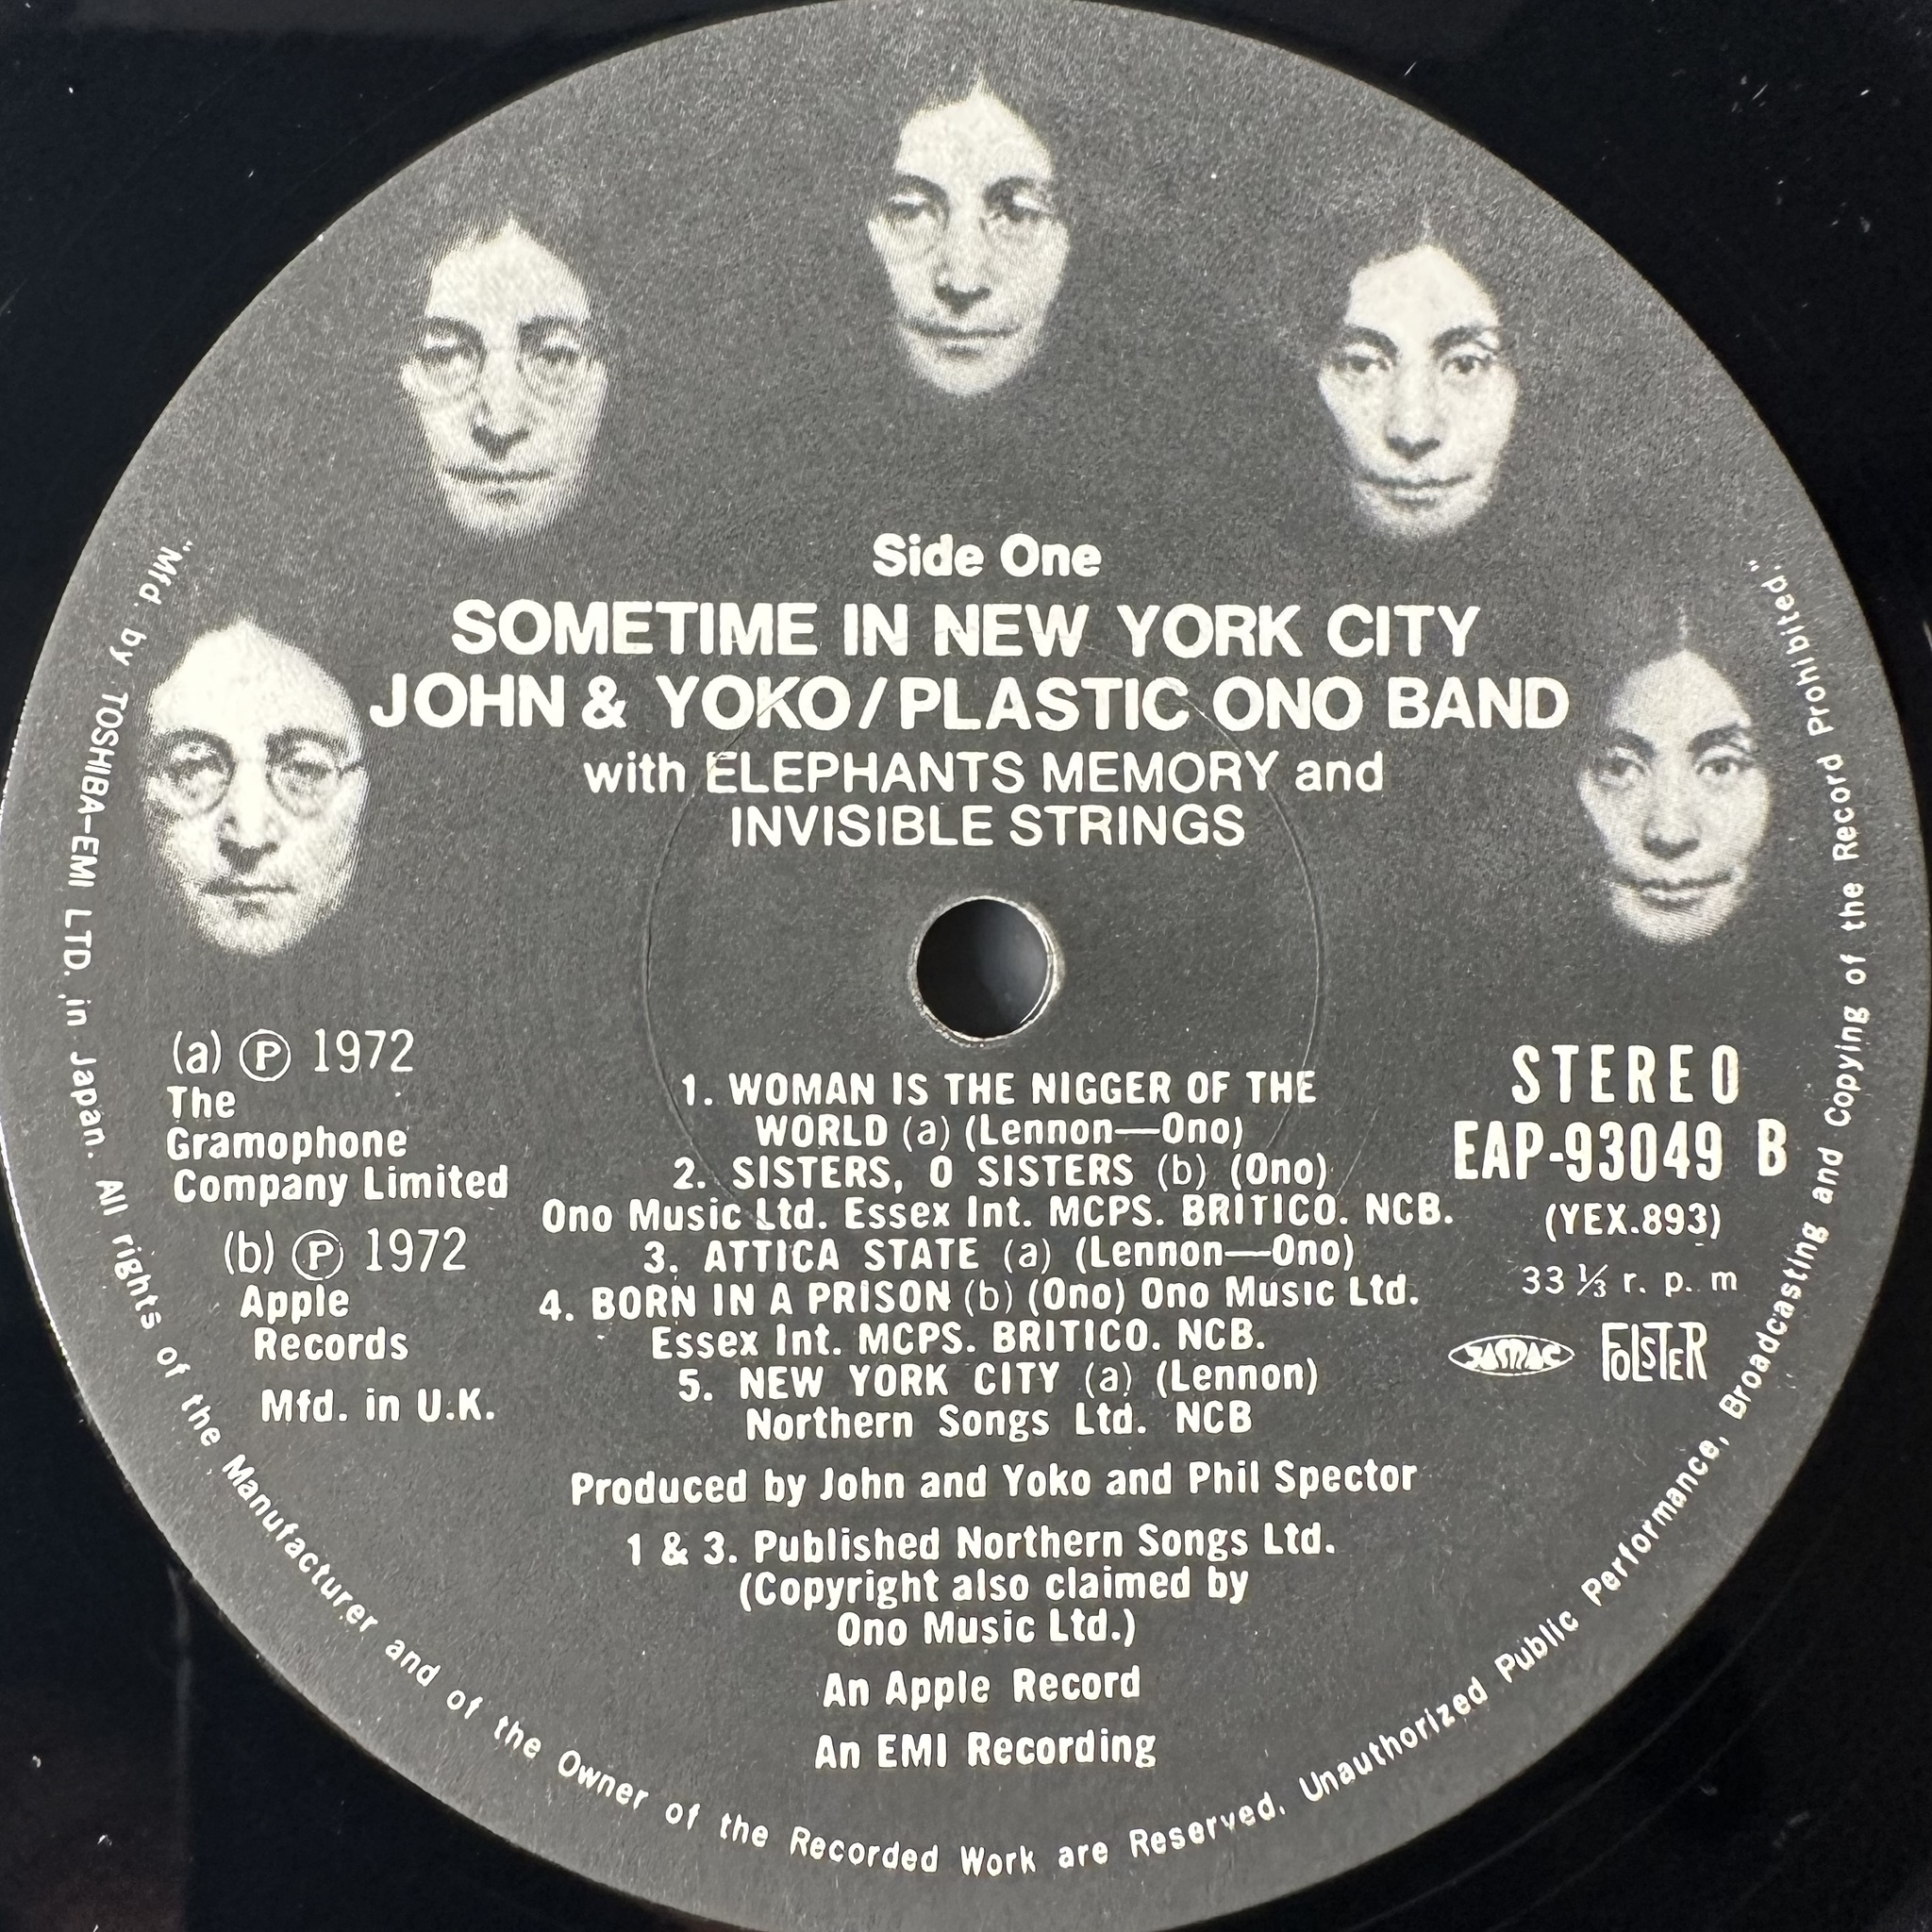 Side One
SOMETIME IN NEW YORK CITY
JOHN & YOKO/PLASTIC ONO BAND
with ELEPHANTS MEMORY and
INVISIBLE STRINGS
(a) Ⓟ 1972
The
Gramophone
Company Limited
(b) Ⓟ 1972
Apple
Records
Mfd. in U.K.
1. WOMAN IS THE NIGGER OF THE
WORLD (a) (Lennon—Ono)
2. SISTERS, O SISTERS (b) (Ono)
Ono Music Ltd. Essex Int. MCPS. BRITICO. NCB.
3. ATTICA STATE (a) (Lennon—Ono)
4. BORN IN A PRISON (b) (Ono) Ono Music Ltd.
Essex Int. MCPS. BRITICO. NCB.
5. NEW YORK CITY (a) (Lennon)
Northern Songs Ltd. NCB
STEREO
EAP-93049 B
(YEX.893)
33 ⅓ r. p. m
JASRAC FOLSTER
Produced by John and Yoko and Phil Spector
1 & 3. Published Northern Songs Ltd.
(Copyright also claimed by
Ono Music Ltd.)
An Apple Record
An EMI Recording
"Mfd. by TOSHIBA-EMI LTD. in Japan. All rights of the Manufacturer and of the Owner of the Recorded Work are Reserved. Unauthorized Public Performance, Broadcasting and Copying of the Record Prohibited."